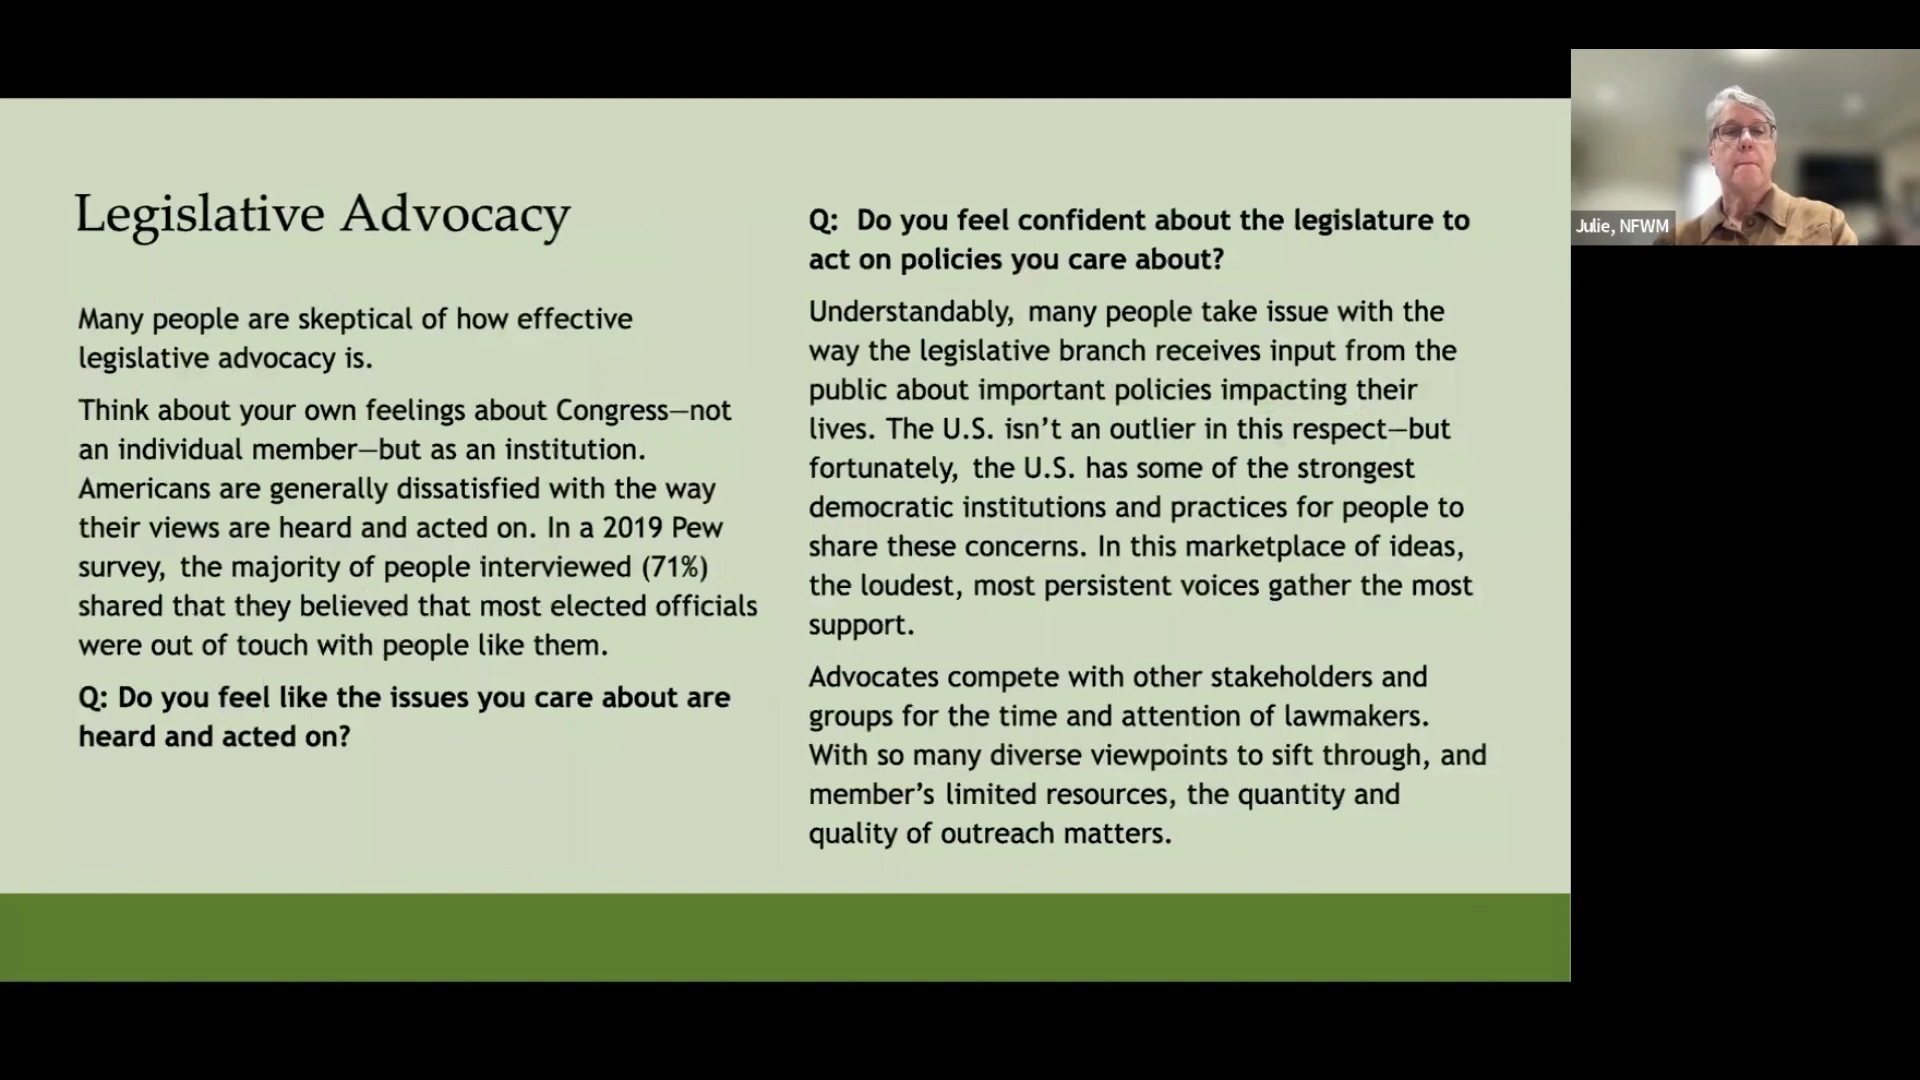 Legislative Advocacy
Many people are skeptical of how effective
legislative advocacy is.
Think about your own feelings about Congress—not
an individual member—but as an institution.
Americans are generally dissatisfied with the way
their views are heard and acted on. In a 2019 Pew
survey, the majority of people interviewed (71%)
shared that they believed that most elected officials
were out of touch with people like them.
Q: Do you feel like the issues you care about are
heard and acted on?
Q: Do you feel confident about the legislature to
act on policies you care about?
Understandably, many people take issue with the
way the legislative branch receives input from the
public about important policies impacting their
lives. The U.S. isn’t an outlier in this respect—but
fortunately, the U.S. has some of the strongest
democratic institutions and practices for people to
share these concerns. In this marketplace of ideas,
the loudest, most persistent voices gather the most
support.
Advocates compete with other stakeholders and
groups for the time and attention of lawmakers.
With so many diverse viewpoints to sift through, and
member’s limited resources, the quantity and
quality of outreach matters.
Julie, NFWM